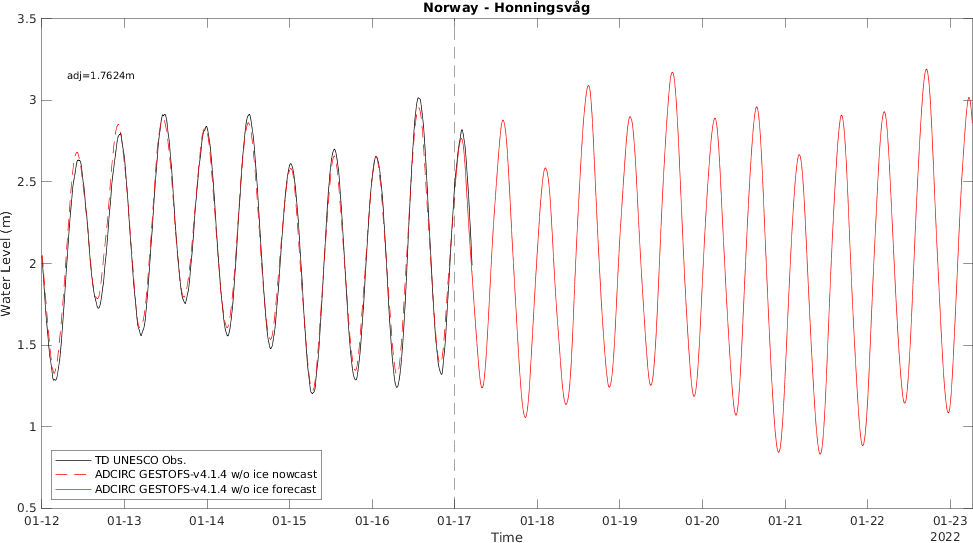 Norway - Honningsvåg
adj=1.7624m
Water Level (m)
3.5
3
2.5
2
1.5
1
0.5
TD UNESCO Obs.
ADCIRC GESTOFS-v4.1.4 w/o ice nowcast
ADCIRC GESTOFS-v4.1.4 w/o ice forecast
01-12 01-13 01-14 01-15 01-16 01-17 01-18 01-19 01-20 01-21 01-22 01-23
Time
2022